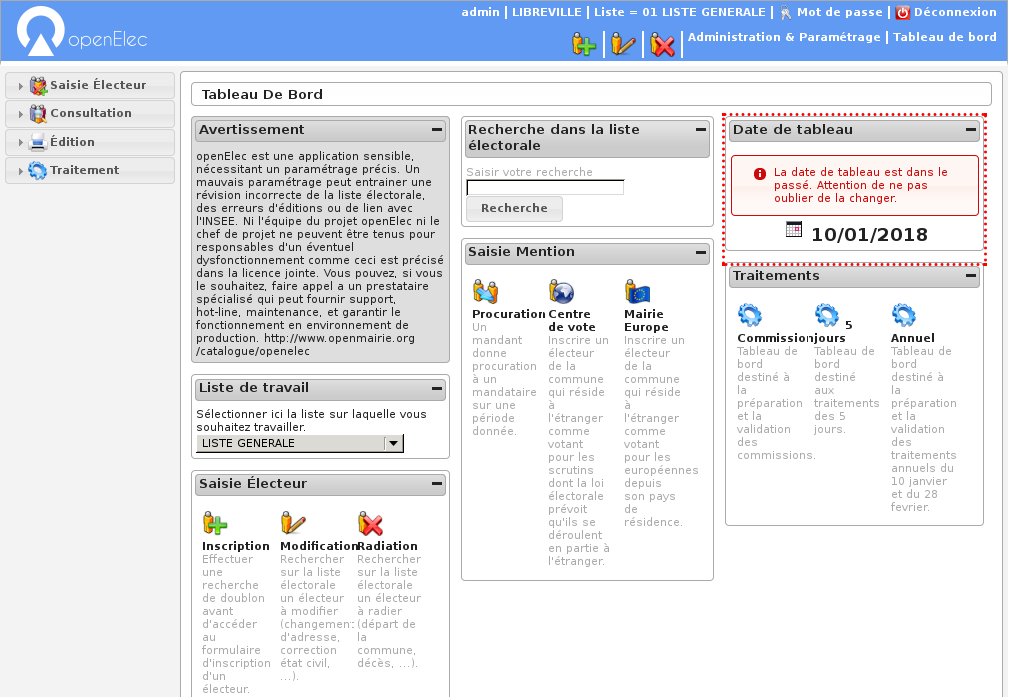 admin | LIBREVILLE | Liste = 01 LISTE GENERALE | Mot de passe | Déconnexion
openElec
Administration & Paramétrage | Tableau de bord
Saisie Électeur
Consultation
Édition
Traitement
Tableau De Bord
Avertissement
openElec est une application sensible,
nécessitant un paramétrage précis. Un
mauvais paramétrage peut entrainer une
révision incorrecte de la liste électorale,
des erreurs d'éditions ou de lien avec
l'INSEE. Ni l'équipe du projet openElec ni le
chef de projet ne peuvent être tenus pour
responsables d'un éventuel
dysfonctionnement comme ceci est précisé
dans la licence jointe. Vous pouvez, si vous
le souhaitez, faire appel a un prestataire
spécialisé qui peut fournir support,
hot-line, maintenance, et garantir le
fonctionnement en environnement de
production. http://www.openmairie.org
/catalogue/openelec
Liste de travail
Sélectionner ici la liste sur laquelle vous
souhaitez travailler.
LISTE GENERALE
Saisie Électeur
Inscription
Effectuer
une
recherche
de doublon
avant
d'accéder
au
formulaire
d'inscription
d'un
électeur.
Modification
Rechercher
sur la liste
électorale
un électeur
à modifier
(changement
d'adresse,
correction
état civil,
...).
Radiation
Rechercher
sur la liste
électorale
un électeur
à radier
(départ de
la
commune,
décès, ...).
Recherche dans la liste
électorale
Saisir votre recherche
Recherche
Saisie Mention
Procuration
Un
mandant
donne
procuration
à un
mandataire
sur une
période
donnée.
Centre
de vote
Inscrire un
électeur
de la
commune
qui réside
à
l'étranger
comme
votant
pour les
scrutins
dont la loi
électorale
prévoit
qu'ils se
déroulent
en partie à
l'étranger.
Mairie
Europe
Inscrire un
électeur
de la
commune
qui réside
à
l'étranger
comme
votant
pour les
européennes
depuis
son pays
de
résidence.
Date de tableau
La date de tableau est dans le
passé. Attention de ne pas
oublier de la changer.
10/01/2018
Traitements
Commission
Tableau de
bord
destiné à
la
préparation
et la
validation
des
commissions.
5
jours
Tableau de
bord
destiné
aux
traitements
des 5
jours.
Annuel
Tableau de
bord
destiné à
la
préparation
et la
validation
des
traitements
annuels du
10 janvier
et du 28
fevrier.